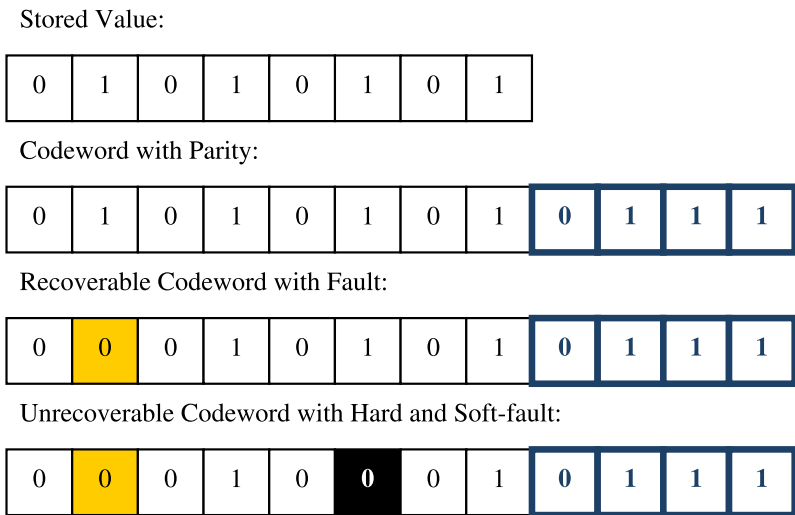 Stored Value:
0 1 0 1 0 1 0 1
Codeword with Parity:
0 1 0 1 0 1 0 1 0 1 1 1
Recoverable Codeword with Fault:
0 0 0 1 0 1 0 1 0 1 1 1
Unrecoverable Codeword with Hard and Soft-fault:
0 0 0 1 0 0 0 1 0 1 1 1